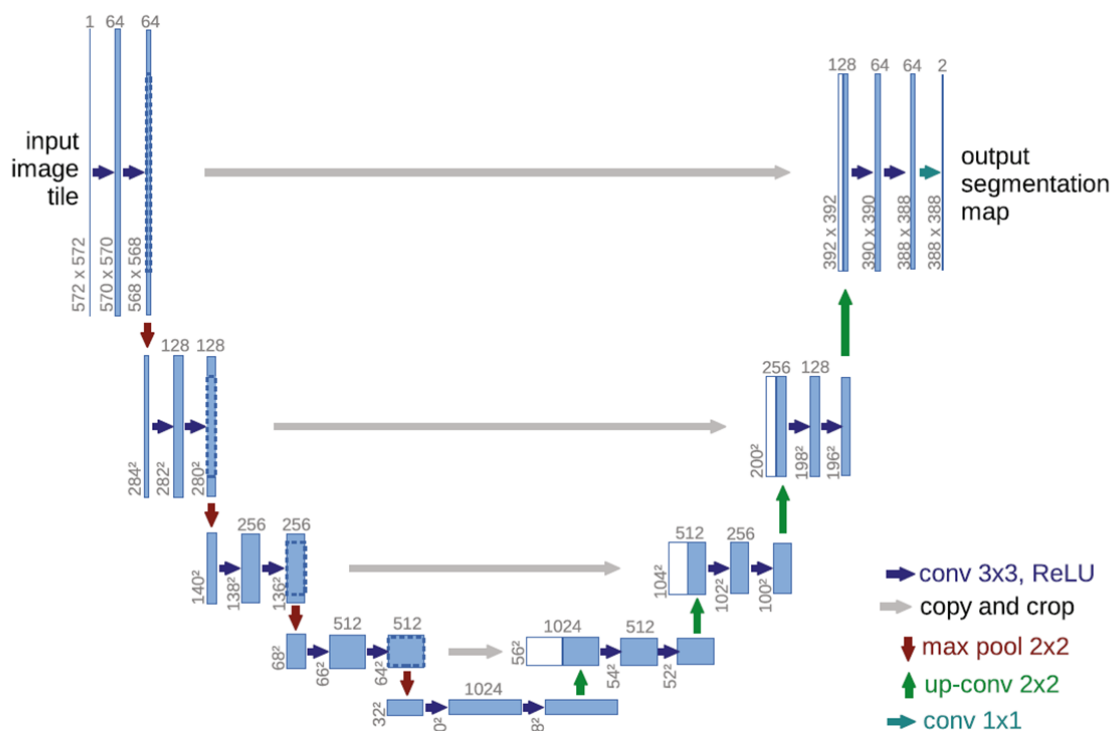 1 64 64
input
image
tile
572 x 572
570 x 570
568 x 568
128 64 64 2
output
segmentation
map
392 x 392
390 x 390
388 x 388
388 x 388
128 128
284²
282²
280²
256 128
200²
198²
196²
256 256
140²
138²
136²
512 256
104²
102²
100²
512 512
68²
66²
64²
1024 512
56²
54²
52²
1024
32²
conv 3x3, ReLU
copy and crop
max pool 2x2
up-conv 2x2
conv 1x1